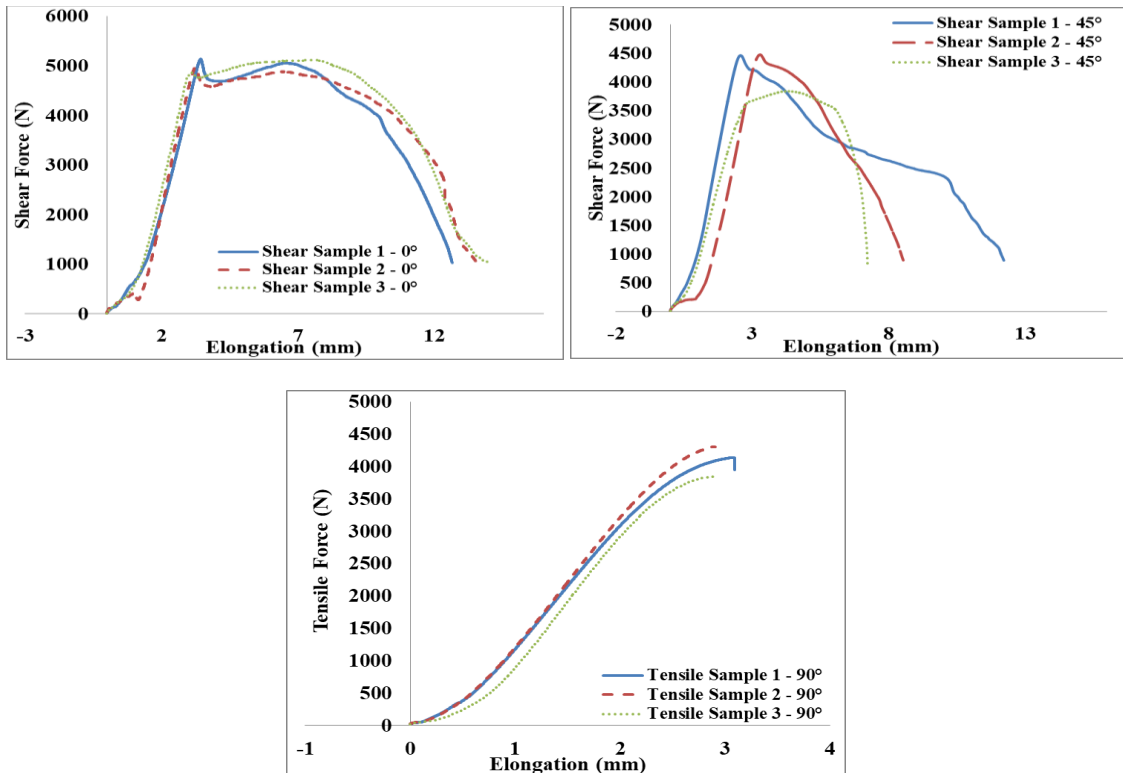 6000
5000
4000
3000
2000
1000
0
-3
2
7
12
Shear Force (N)
Elongation (mm)
Shear Sample 1 - 0°
Shear Sample 2 - 0°
Shear Sample 3 - 0°
5000
4500
4000
3500
3000
2500
2000
1500
1000
500
0
-2
3
8
13
Shear Force (N)
Elongation (mm)
Shear Sample 1 - 45°
Shear Sample 2 - 45°
Shear Sample 3 - 45°
5000
4500
4000
3500
3000
2500
2000
1500
1000
500
0
-1
0
1
2
3
4
Tensile Force (N)
Elongation (mm)
Tensile Sample 1 - 90°
Tensile Sample 2 - 90°
Tensile Sample 3 - 90°